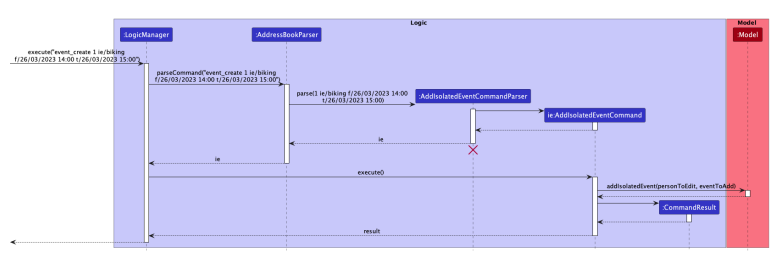 Logic
Model
:LogicManager
:AddressBookParser
:Model
execute("event_create 1 ie/biking
f/26/03/2023 14:00 t/26/03/2023 15:00")
parseCommand("event_create 1 ie/biking
f/26/03/2023 14:00 t/26/03/2023 15:00")
parse(1 ie/biking f/26/03/2023 14:00
t/26/03/2023 15:00)
:AddIsolatedEventCommandParser
ie:AddIsolatedEventCommand
ie
ie
execute()
addIsolatedEvent(personToEdit, eventToAdd)
:CommandResult
result